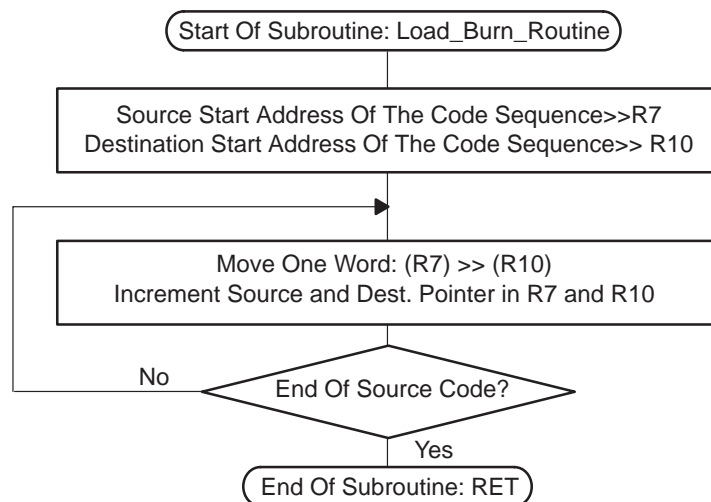 Start Of Subroutine: Load_Burn_Routine
Source Start Address Of The Code Sequence>>R7
Destination Start Address Of The Code Sequence>> R10
Move One Word: (R7) >> (R10)
Increment Source and Dest. Pointer in R7 and R10
No
End Of Source Code?
Yes
End Of Subroutine: RET